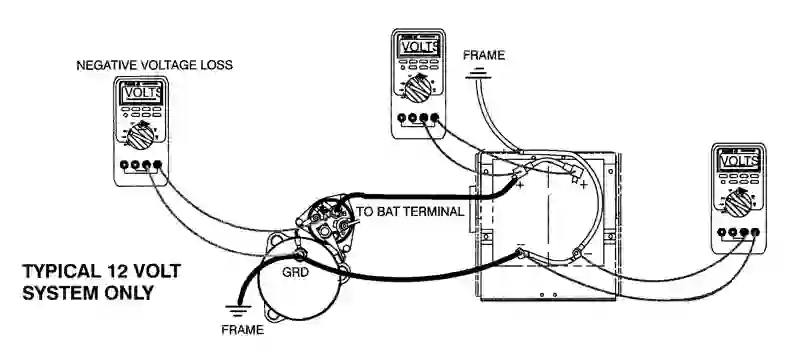 NEGATIVE VOLTAGE LOSS
VOLTS
VOLTS
FRAME
VOLTS
+
+
TO BAT TERMINAL
-
-
GRD
TYPICAL 12 VOLT
SYSTEM ONLY
FRAME